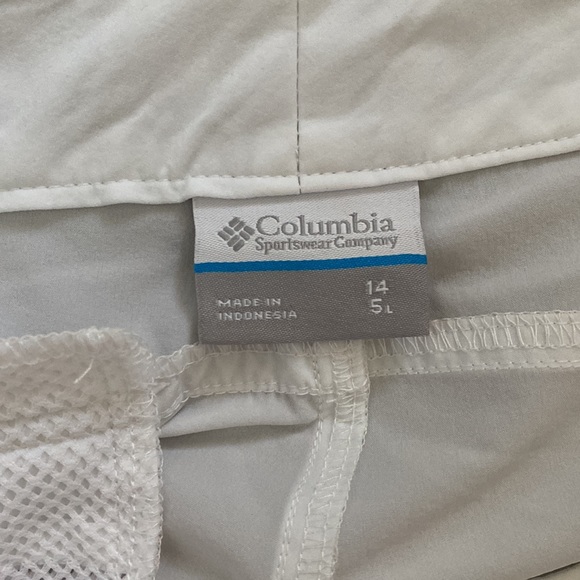 Columbia
Sportswear Company
MADE IN
INDONESIA
14
5L